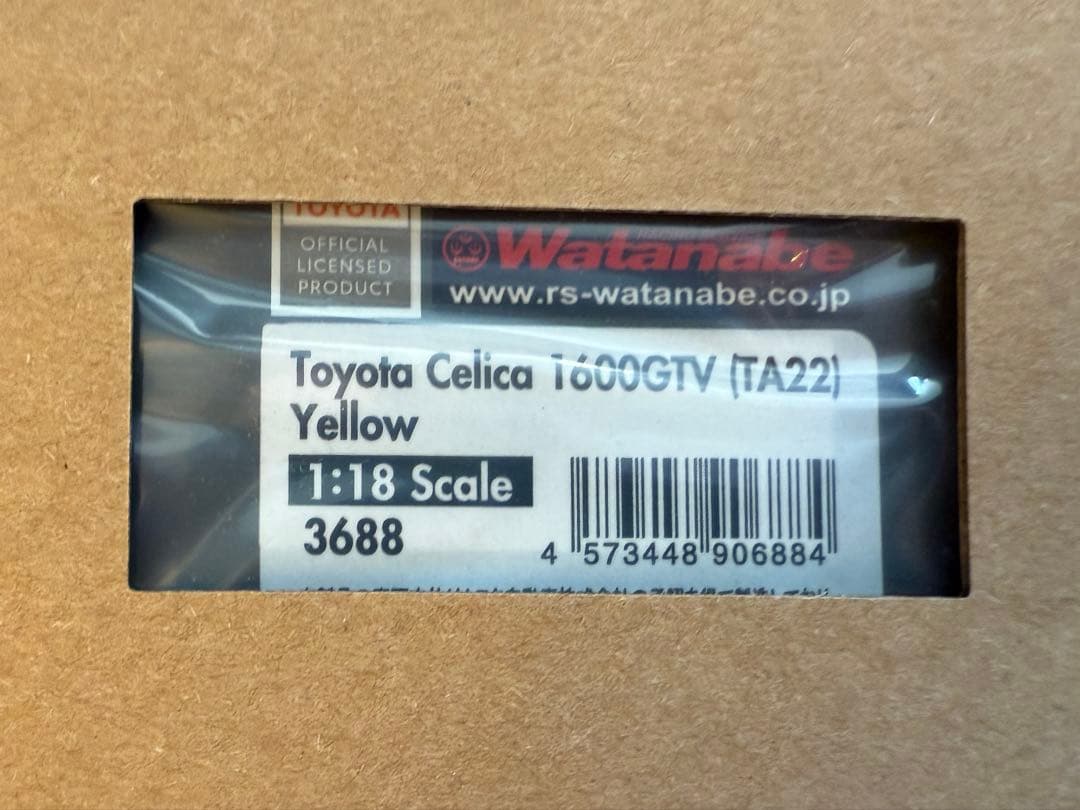 TOYOTA
OFFICIAL
LICENSED
PRODUCT
Watanabe
www.rs-watanabe.co.jp
Toyota Celica 1600GTV (TA22)
Yellow
1:18 Scale
3688
4 573448 906884